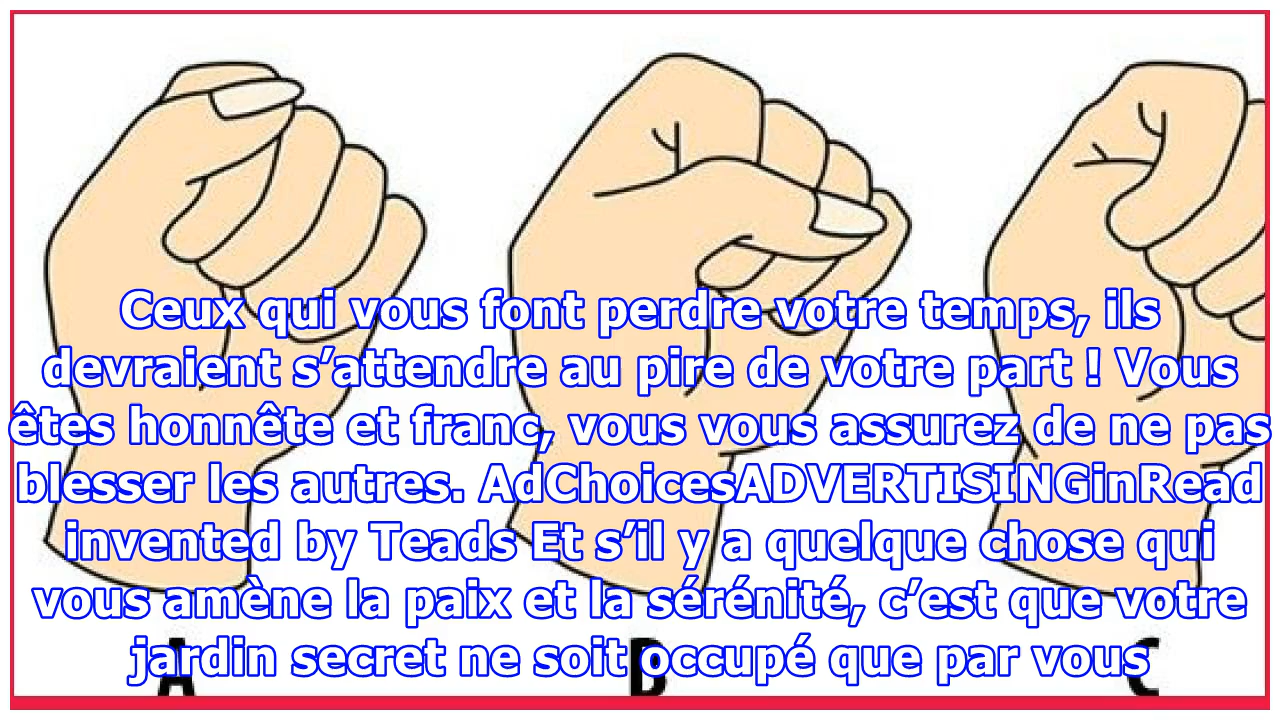 Ceux qui vous font perdre votre temps, ils
devraient s’attendre au pire de votre part ! Vous
êtes honnête et franc, vous vous assurez de ne pas
blesser les autres. AdChoicesADVERTISINGinRead
invented by Teads Et s’il y a quelque chose qui
vous amène la paix et la sérénité, c’est que votre
jardin secret ne soit occupé que par vous
A B C